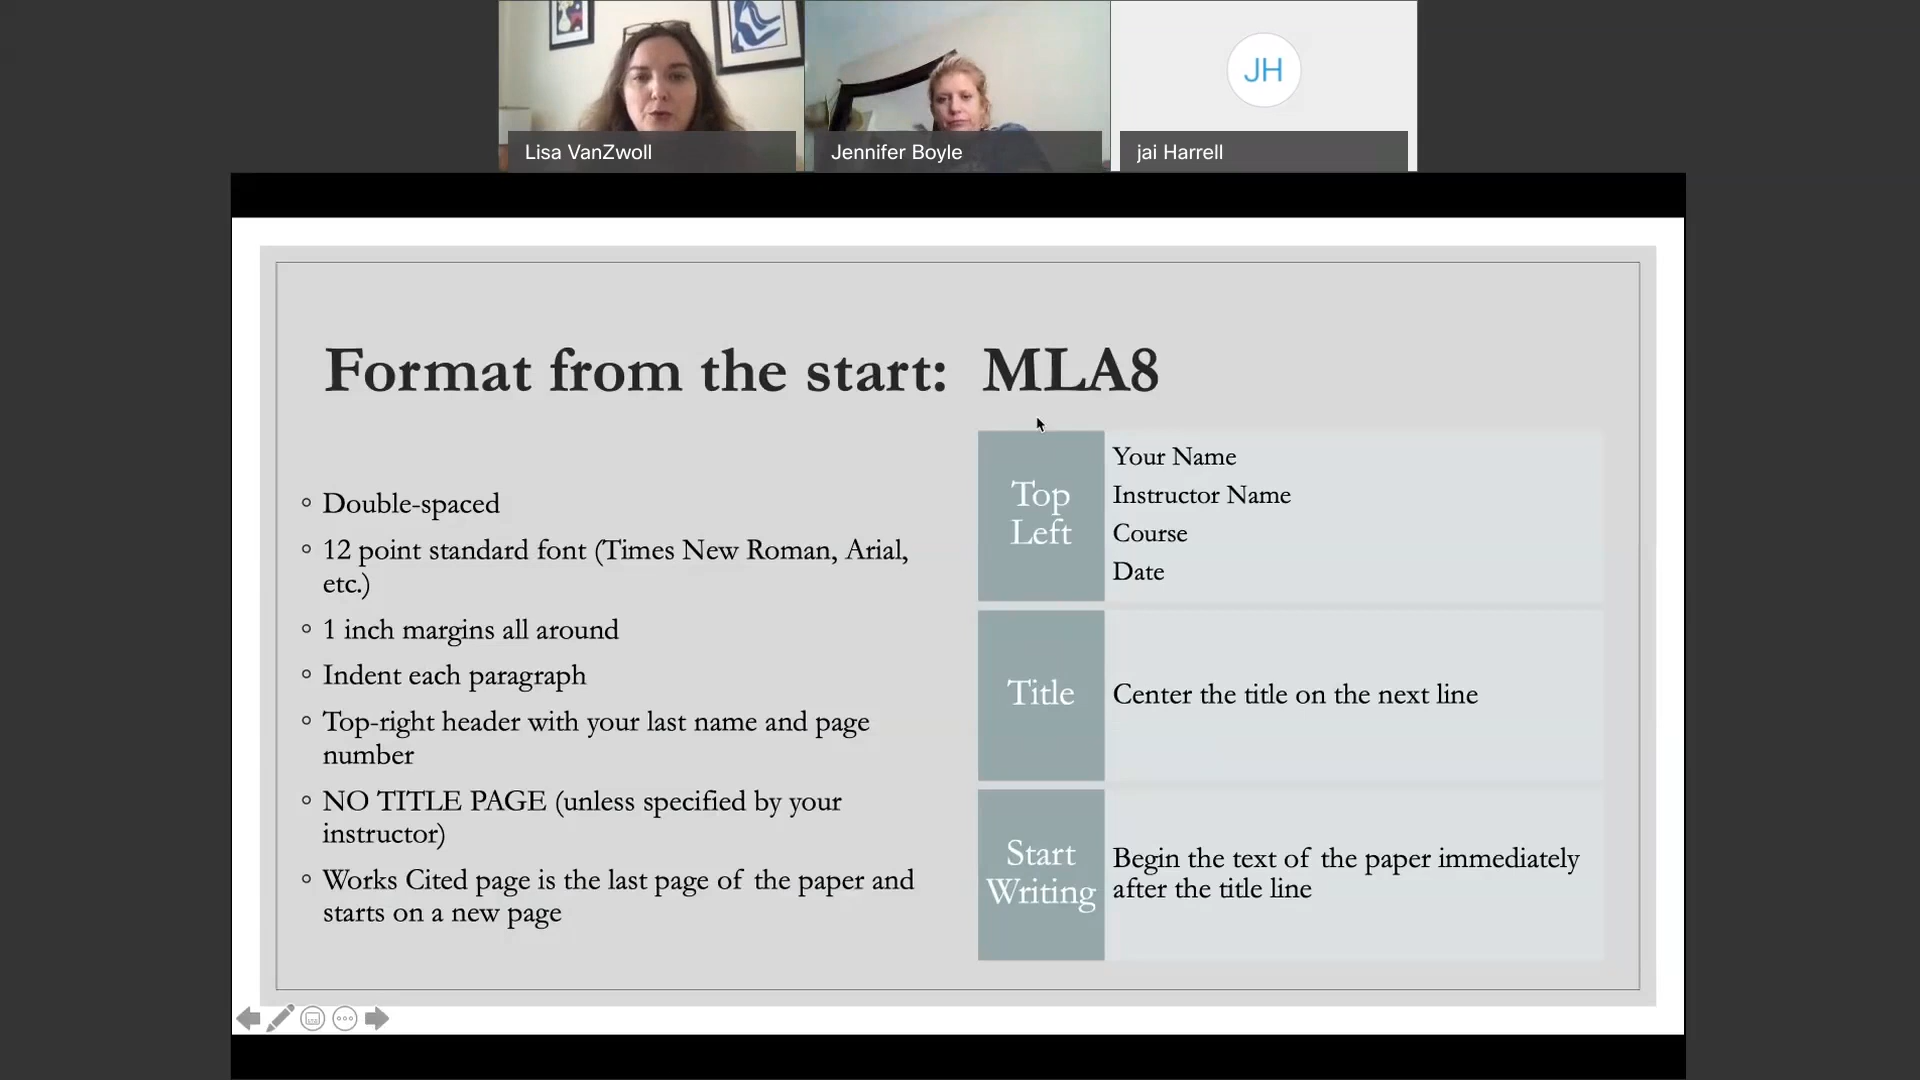 JH
Lisa VanZwoll
Jennifer Boyle
jai Harrell
Format from the start:  MLA8
◦ Double-spaced
◦ 12 point standard font (Times New Roman, Arial,
etc.)
◦ 1 inch margins all around
◦ Indent each paragraph
◦ Top-right header with your last name and page
number
◦ NO TITLE PAGE (unless specified by your
instructor)
◦ Works Cited page is the last page of the paper and
starts on a new page
Top
Left
Your Name
Instructor Name
Course
Date
Title
Center the title on the next line
Start
Writing
Begin the text of the paper immediately
after the title line